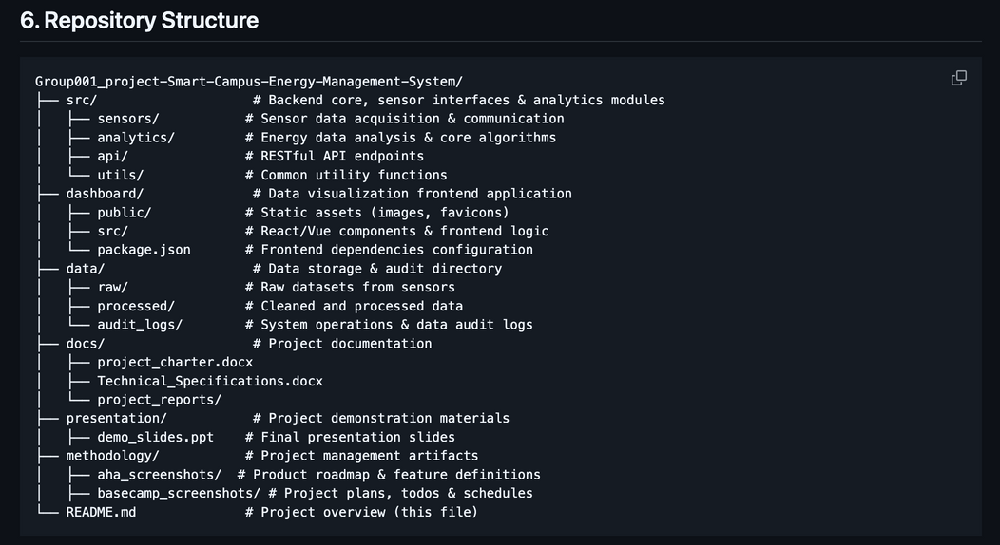 6. Repository Structure
Group001_project-Smart-Campus-Energy-Management-System/
├── src/                    # Backend core, sensor interfaces & analytics modules
│   ├── sensors/           # Sensor data acquisition & communication
│   ├── analytics/         # Energy data analysis & core algorithms
│   ├── api/               # RESTful API endpoints
│   └── utils/             # Common utility functions
├── dashboard/              # Data visualization frontend application
│   ├── public/            # Static assets (images, favicons)
│   ├── src/               # React/Vue components & frontend logic
│   └── package.json       # Frontend dependencies configuration
├── data/                   # Data storage & audit directory
│   ├── raw/               # Raw datasets from sensors
│   ├── processed/         # Cleaned and processed data
│   └── audit_logs/        # System operations & data audit logs
├── docs/                   # Project documentation
│   ├── project_charter.docx
│   ├── Technical_Specifications.docx
│   └── project_reports/
├── presentation/           # Project demonstration materials
│   ├── demo_slides.ppt    # Final presentation slides
├── methodology/           # Project management artifacts
│   ├── aha_screenshots/  # Product roadmap & feature definitions
│   ├── basecamp_screenshots/ # Project plans, todos & schedules
└── README.md              # Project overview (this file)